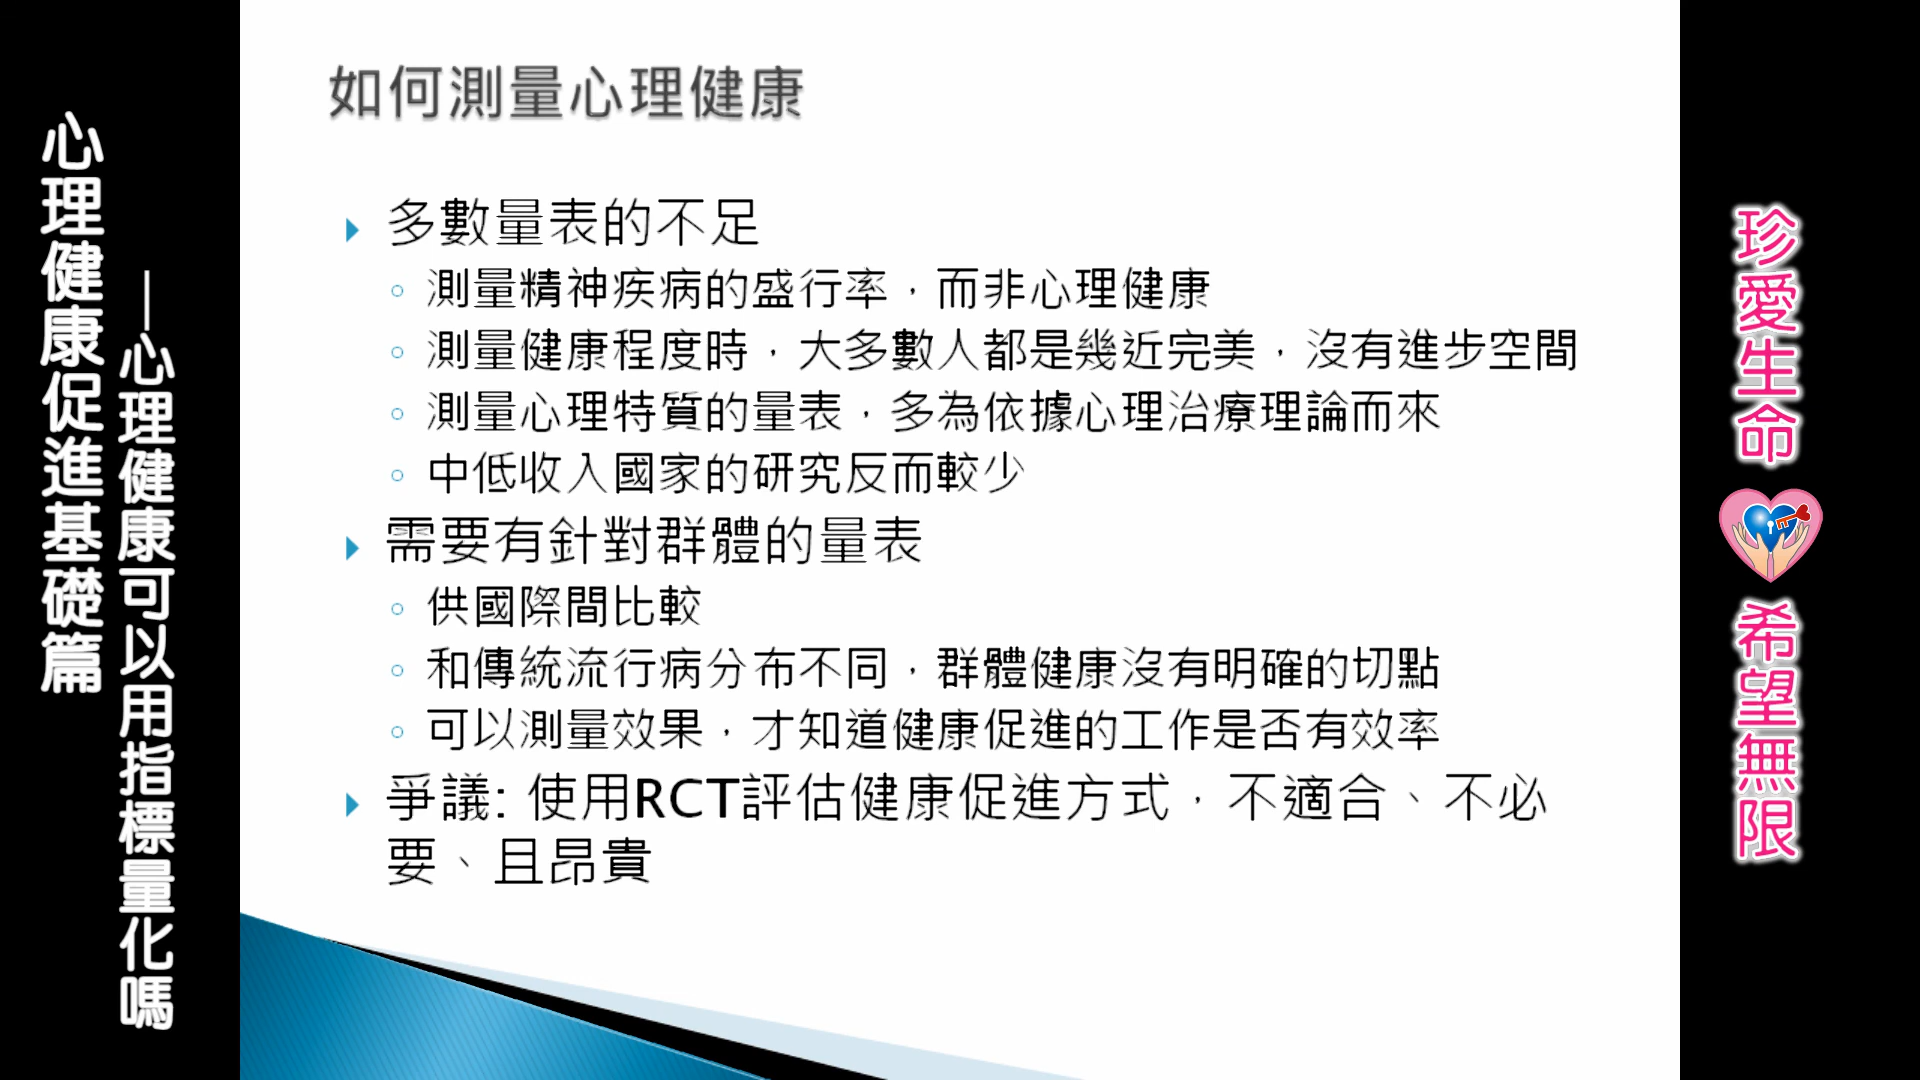 心理健康促進基礎篇
—心理健康可以用指標量化嗎
如何測量心理健康
多數量表的不足
測量精神疾病的盛行率，而非心理健康
測量健康程度時，大多數人都是幾近完美，沒有進步空間
測量心理特質的量表，多為依據心理治療理論而來
中低收入國家的研究反而較少
需要有針對群體的量表
供國際間比較
和傳統流行病分布不同，群體健康沒有明確的切點
可以測量效果，才知道健康促進的工作是否有效率
爭議: 使用RCT評估健康促進方式，不適合、不必
要、且昂貴
珍愛生命
希望無限